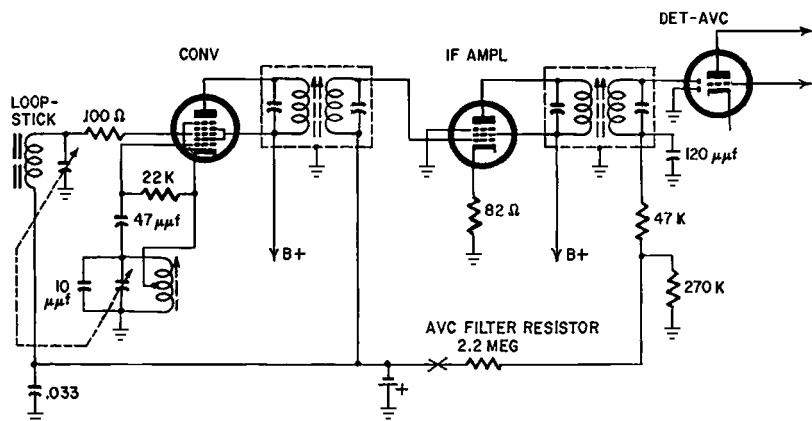 DET-AVC
CONV
IF AMPL
LOOP-
STICK
100 Ω
22 K
47 μμf
10
μμf
B+
82 Ω
B+
120 μμf
47 K
270 K
AVC FILTER RESISTOR
2.2 MEG
.033
+